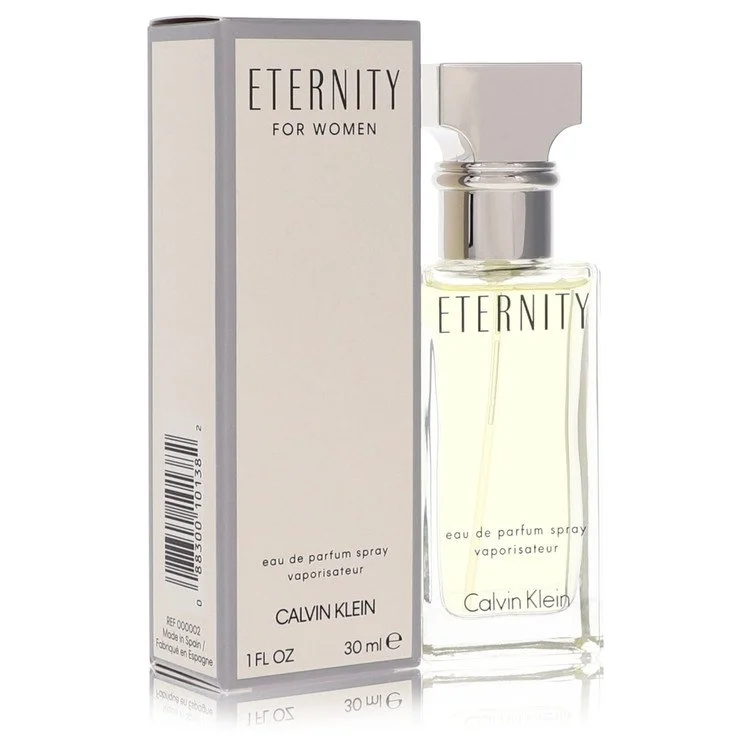 ETERNITY
FOR WOMEN
eau de parfum spray
vaporisateur
CALVIN KLEIN
1 FL OZ 30 ml ℮
0 88300 10138 2
REF 000002
Made in Spain /
Fabriqué en Espagne
ETERNITY
eau de parfum spray
vaporisateur
Calvin Klein